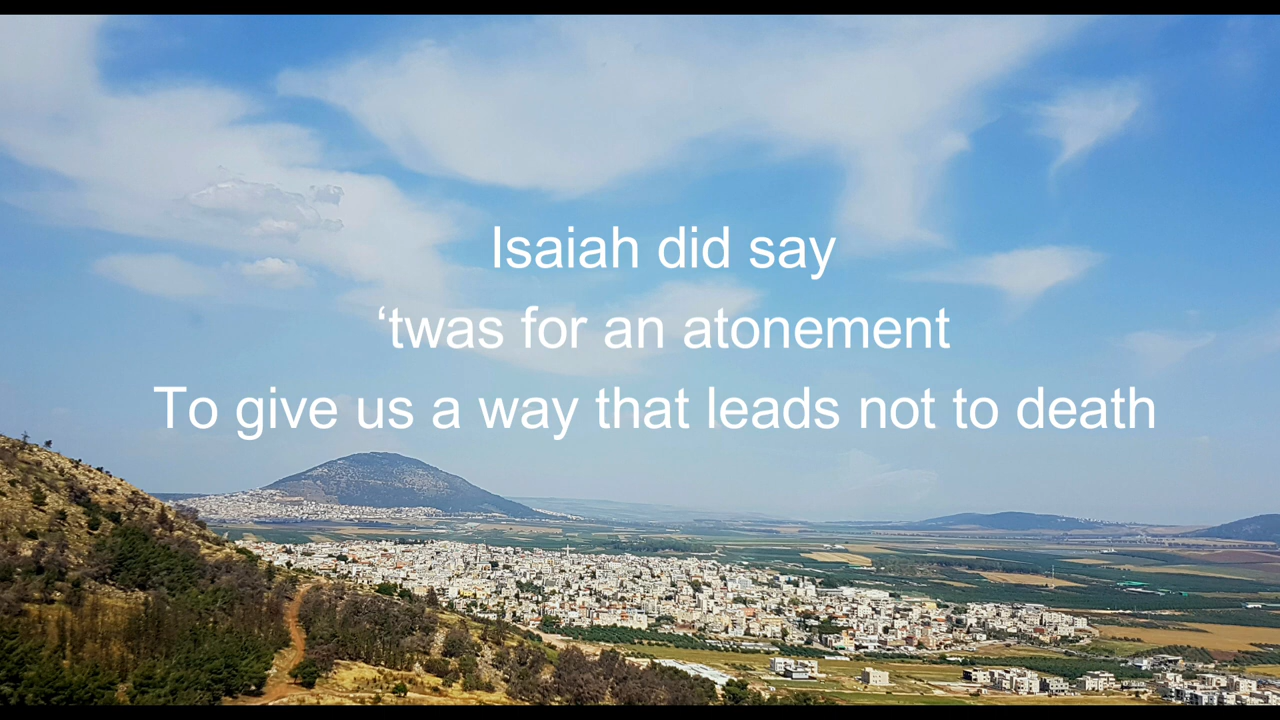 Isaiah did say
‘twas for an atonement
To give us a way that leads not to death